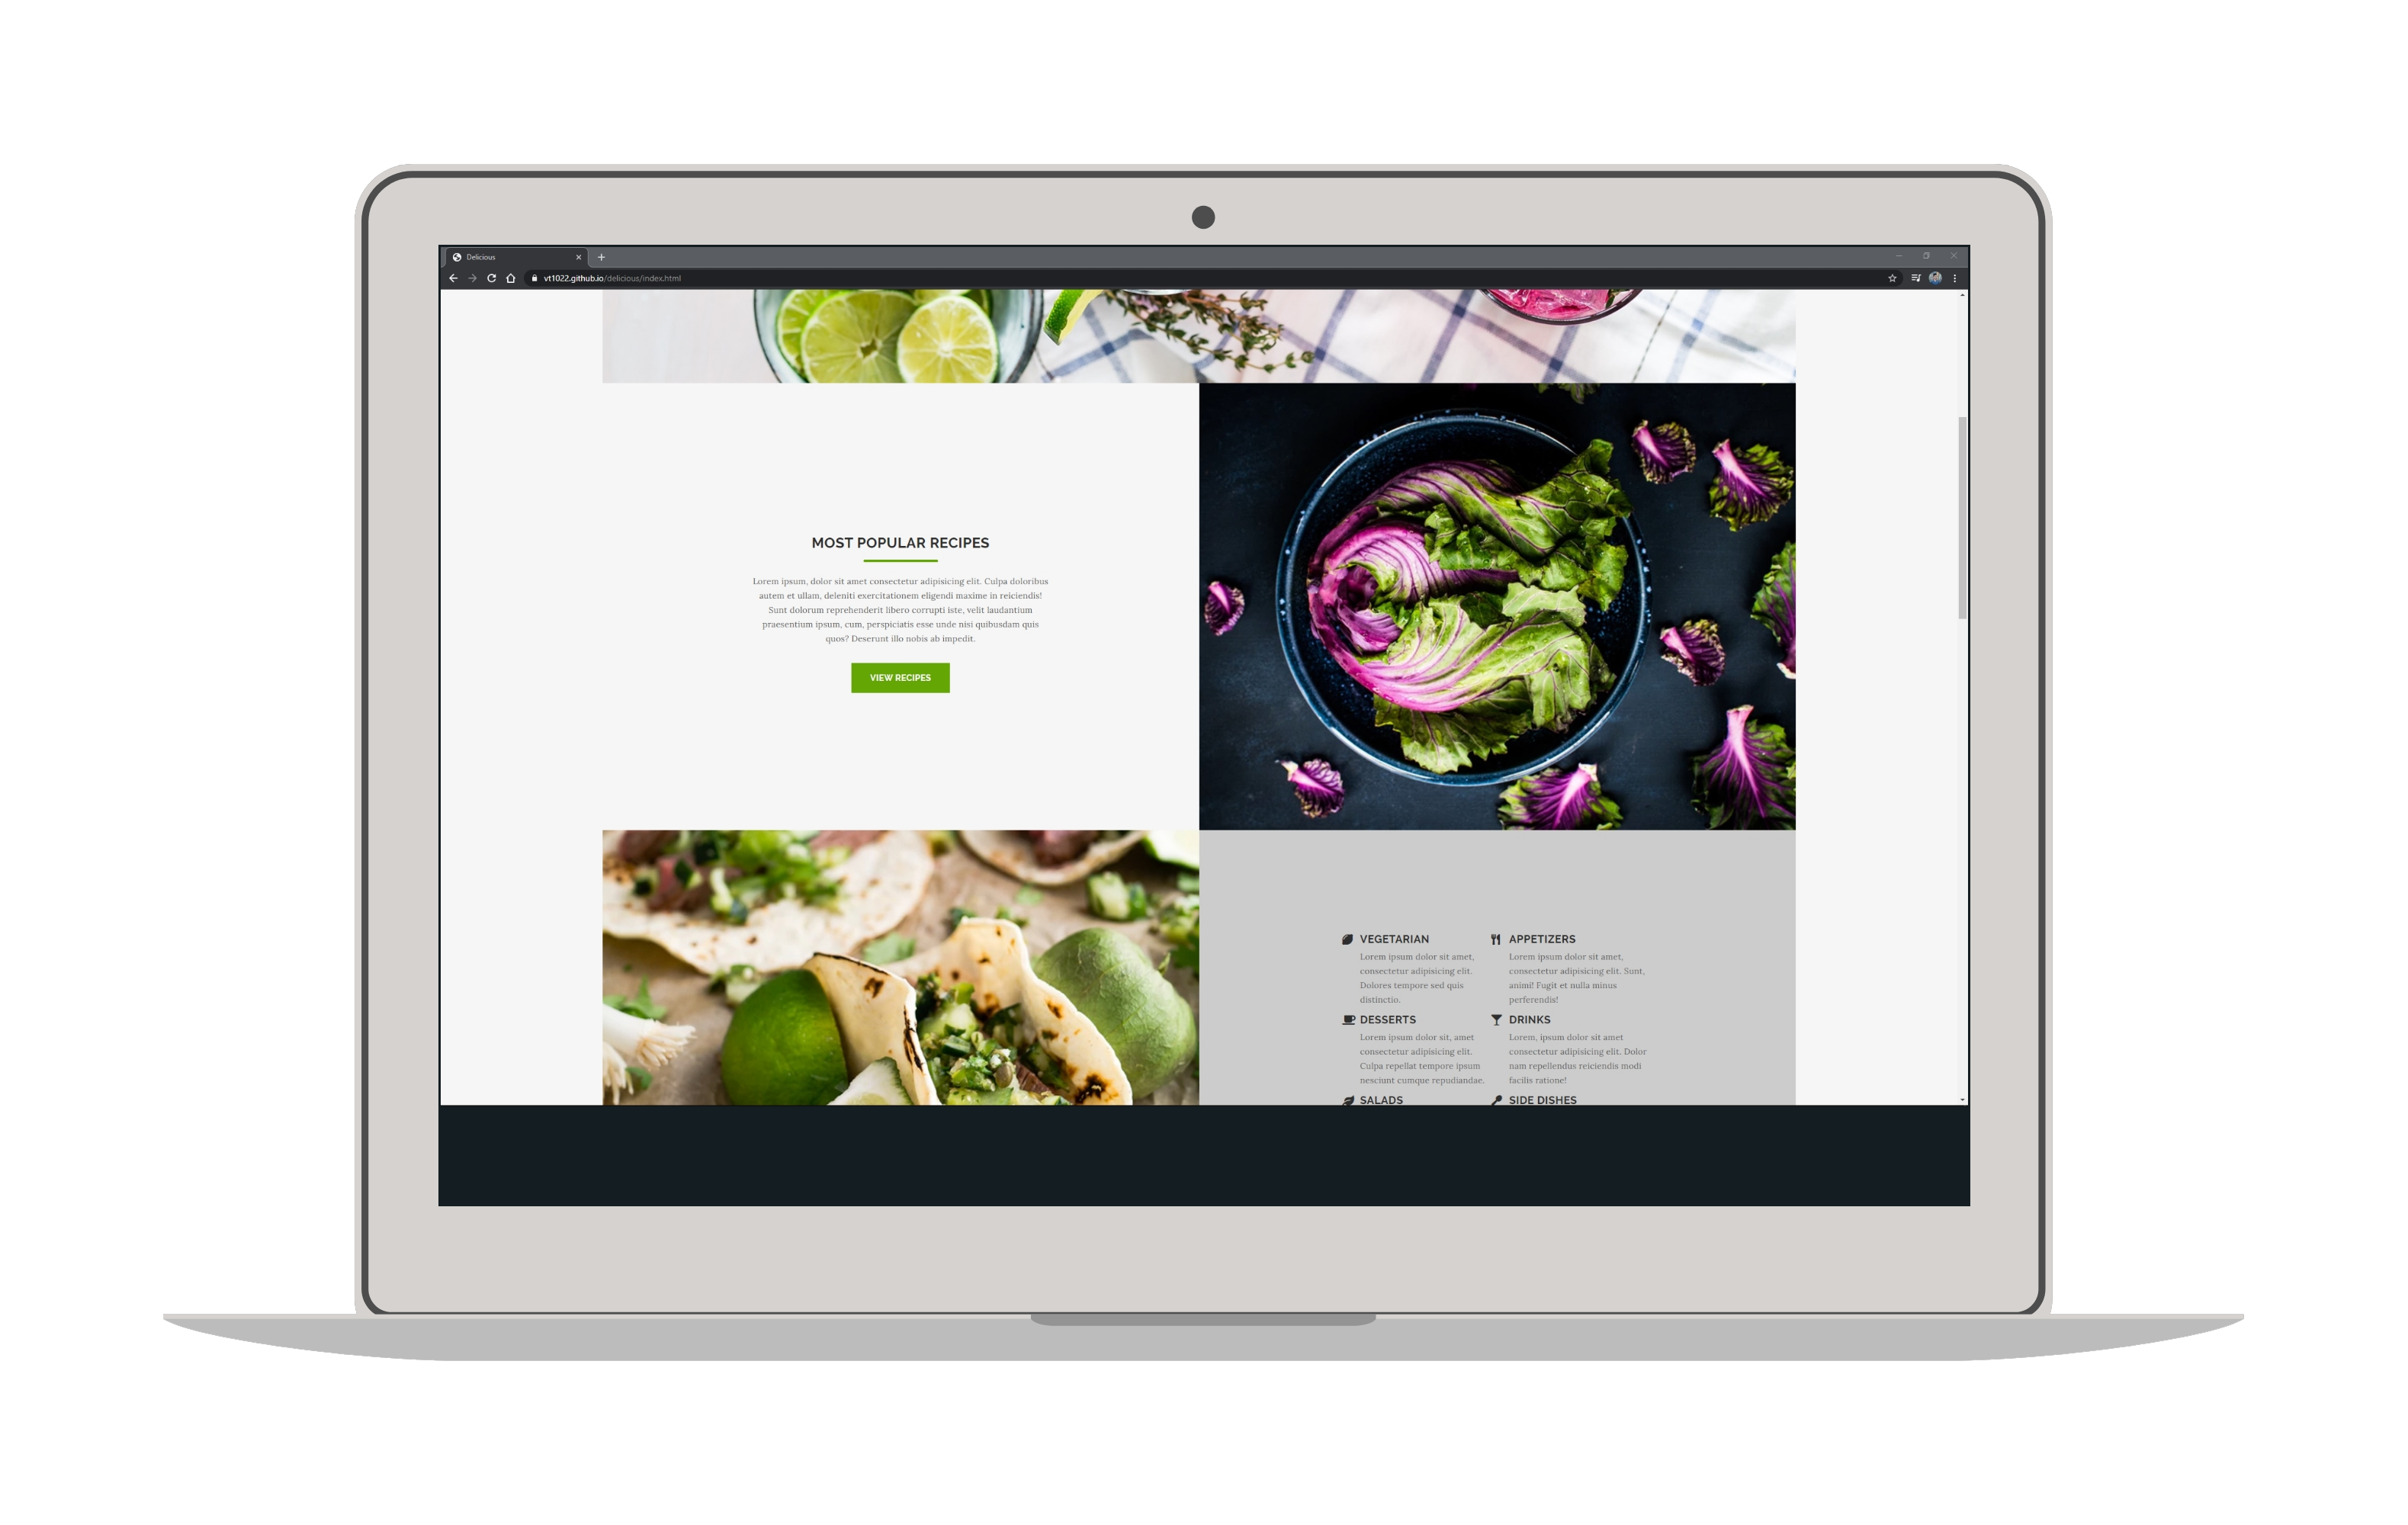 Delicious
vt1022.github.io/delicious/index.html
MOST POPULAR RECIPES
Lorem ipsum, dolor sit amet consectetur adipisicing elit. Culpa doloribus
autem et ullam, deleniti exercitationem eligendi maxime in reiciendis!
Sunt dolorum reprehenderit libero corrupti iste, velit laudantium
praesentium ipsum, cum, perspiciatis esse unde nisi quibusdam quis
quos? Deserunt illo nobis ab impedit.
VIEW RECIPES
VEGETARIAN
Lorem ipsum dolor sit amet,
consectetur adipisicing elit.
Dolores tempore sed quis
distinctio.
APPETIZERS
Lorem ipsum dolor sit amet,
consectetur adipisicing elit. Sunt,
animi! Fugit et nulla minus
perferendis!
DESSERTS
Lorem ipsum dolor sit, amet
consectetur adipisicing elit.
Culpa repellat tempore ipsum
nesciunt cumque repudiandae.
DRINKS
Lorem, ipsum dolor sit amet
consectetur adipisicing elit. Dolor
nam repellendus reiciendis modi
facilis ratione!
SALADS
SIDE DISHES